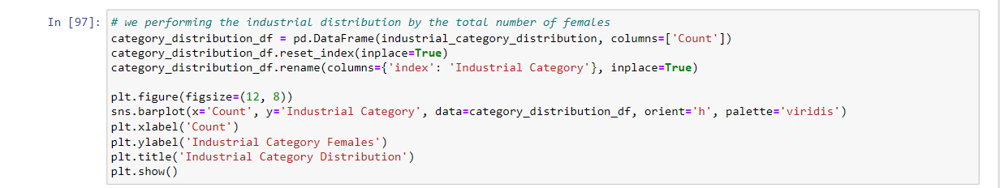 In [97]: # we performing the industrial distribution by the total number of females
category_distribution_df = pd.DataFrame(industrial_category_distribution, columns=['Count'])
category_distribution_df.reset_index(inplace=True)
category_distribution_df.rename(columns={'index': 'Industrial Category'}, inplace=True)
plt.figure(figsize=(12, 8))
sns.barplot(x='Count', y='Industrial Category', data=category_distribution_df, orient='h', palette='viridis')
plt.xlabel('Count')
plt.ylabel('Industrial Category Females')
plt.title('Industrial Category Distribution')
plt.show()